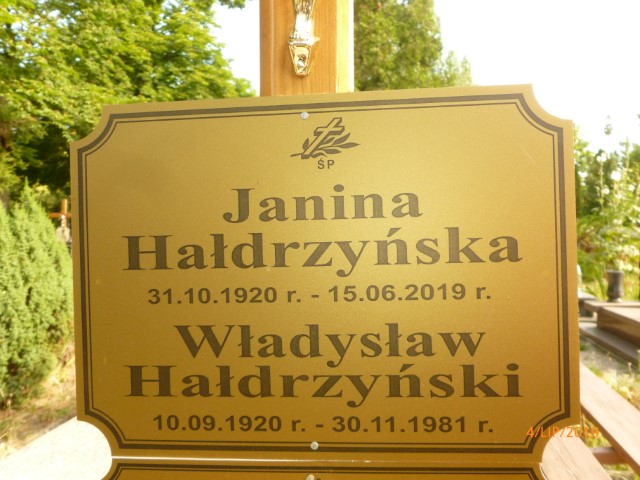 ŚP
Janina
Hałdrzyńska
31.10.1920 r. - 15.06.2019 r.
Władysław
Hałdrzyński
10.09.1920 r. - 30.11.1981 r.